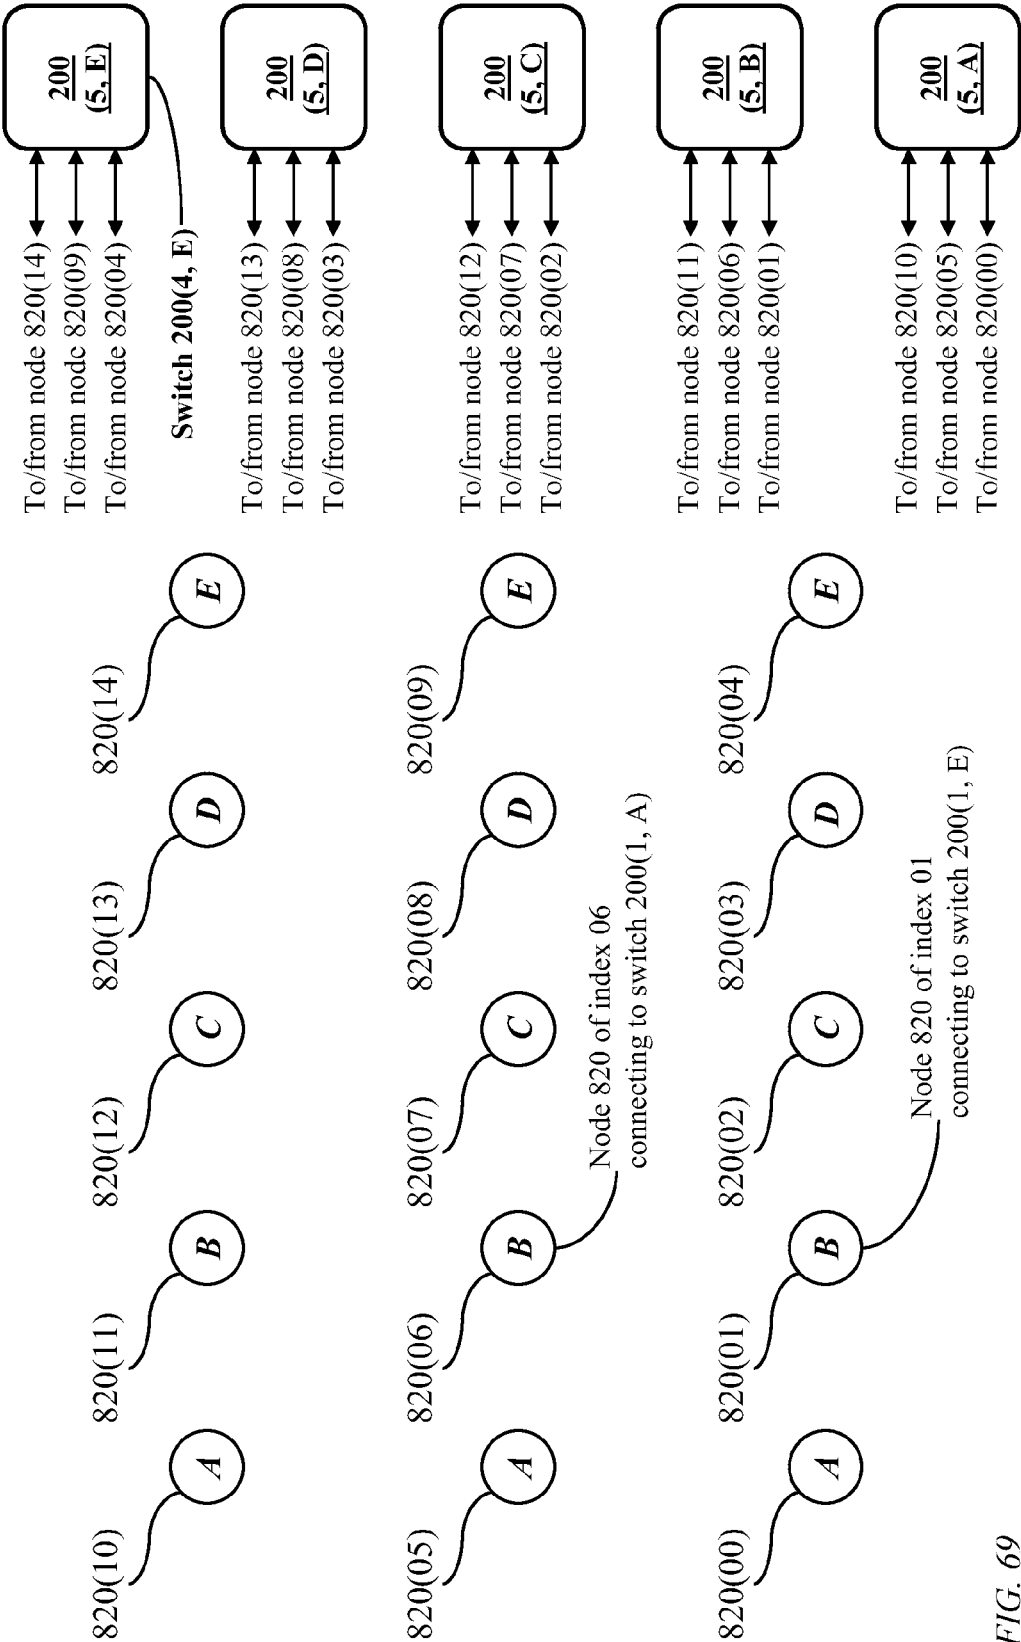 820(10)
820(11)
820(12)
820(13)
820(14)
A
B
C
D
E
820(05)
820(06)
820(07)
820(08)
820(09)
A
B
C
D
E
Node 820 of index 06
connecting to switch 200(1, A)
820(00)
820(01)
820(02)
820(03)
820(04)
A
B
C
D
E
Node 820 of index 01
connecting to switch 200(1, E)
To/from node 820(14)
To/from nodc 820(09)
To/from node 820(04)
200
(5, E)
Switch 200(4, E)
To/from node 820(13)
To/from node 820(08)
To/from node 820(03)
200
(5, D)
To/from node 820(12)
To/from node 820(07)
To/from node 820(02)
200
(5, C)
To/from node 820(11)
To/from node 820(06)
To/from node 820(01)
200
(5, B)
To/from node 820(10)
To/from node 820(05)
To/from node 820(00)
200
(5, A)
FIG. 69